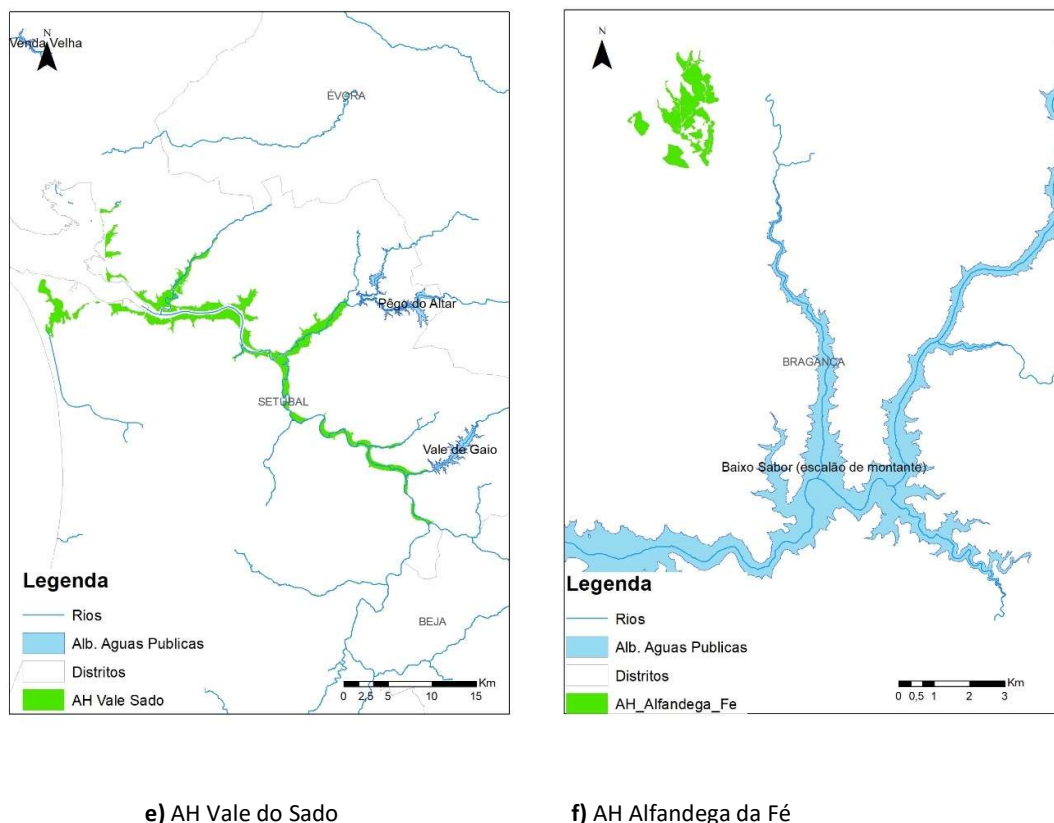 Venda Velha
N
ÉVORA
Pêgo do Altar
SETÚBAL
Vale do Gaio
BEJA
Legenda
Rios
Alb. Aguas Publicas
Distritos
AH Vale Sado
Km
0 2,5 5 10 15
N
BRAGANÇA
Baixo Sabor (escalão de montante)
Legenda
Rios
Alb. Aguas Publicas
Distritos
AH_Alfandega_Fe
Km
0 0,5 1 2 3
e) AH Vale do Sado
f) AH Alfandega da Fé